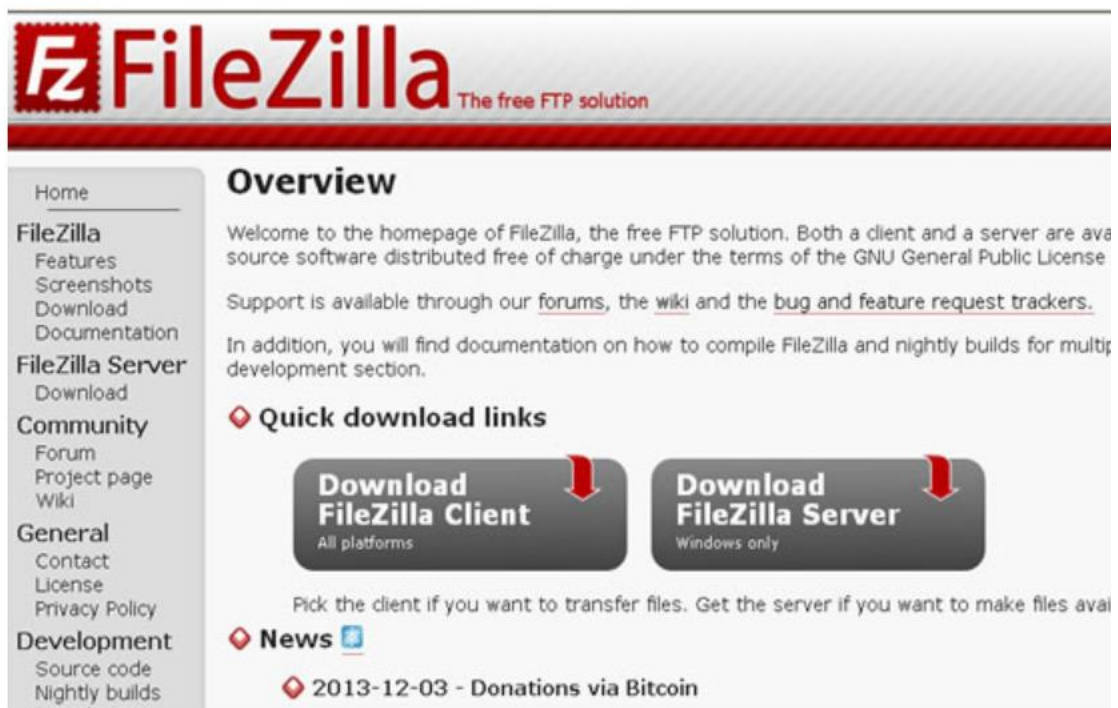 Fz FileZilla The free FTP solution
Home
FileZilla
Features
Screenshots
Download
Documentation
FileZilla Server
Download
Community
Forum
Project page
Wiki
General
Contact
License
Privacy Policy
Development
Source code
Nightly builds
Overview
Welcome to the homepage of FileZilla, the free FTP solution. Both a client and a server are ava
source software distributed free of charge under the terms of the GNU General Public License
Support is available through our forums, the wiki and the bug and feature request trackers.
In addition, you will find documentation on how to compile FileZilla and nightly builds for multip
development section.
Quick download links
Download
FileZilla Client
All platforms
Download
FileZilla Server
Windows only
Pick the client if you want to transfer files. Get the server if you want to make files avai
News
2013-12-03 - Donations via Bitcoin